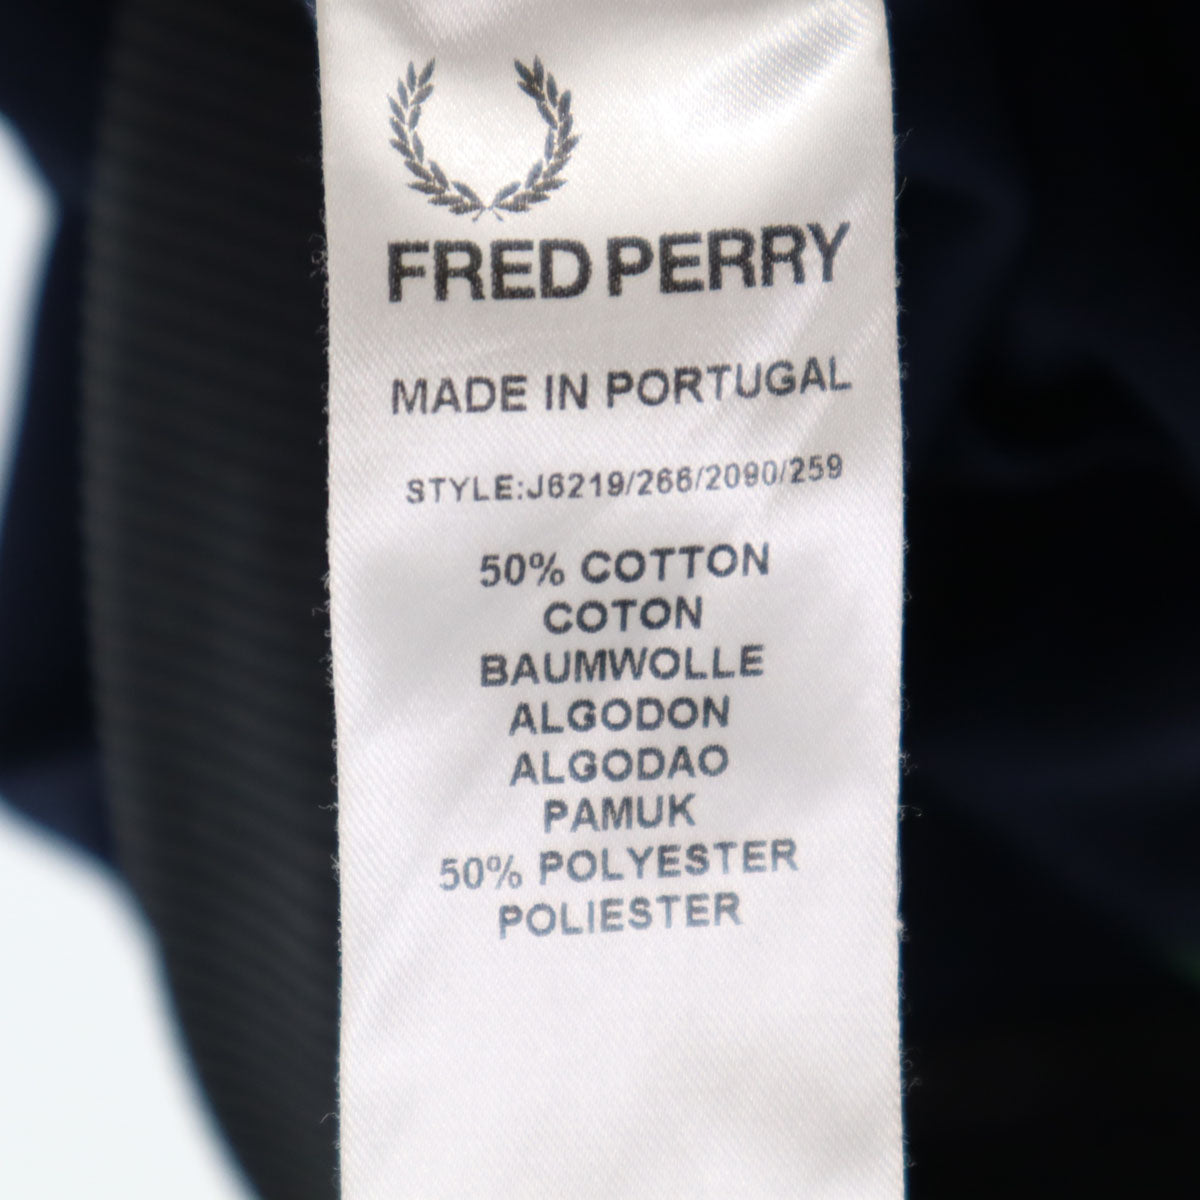 FRED PERRY
MADE IN PORTUGAL
STYLE:J6219/266/2090/259
50% COTTON
COTON
BAUMWOLLE
ALGODON
ALGODAO
PAMUK
50% POLYESTER
POLIESTER